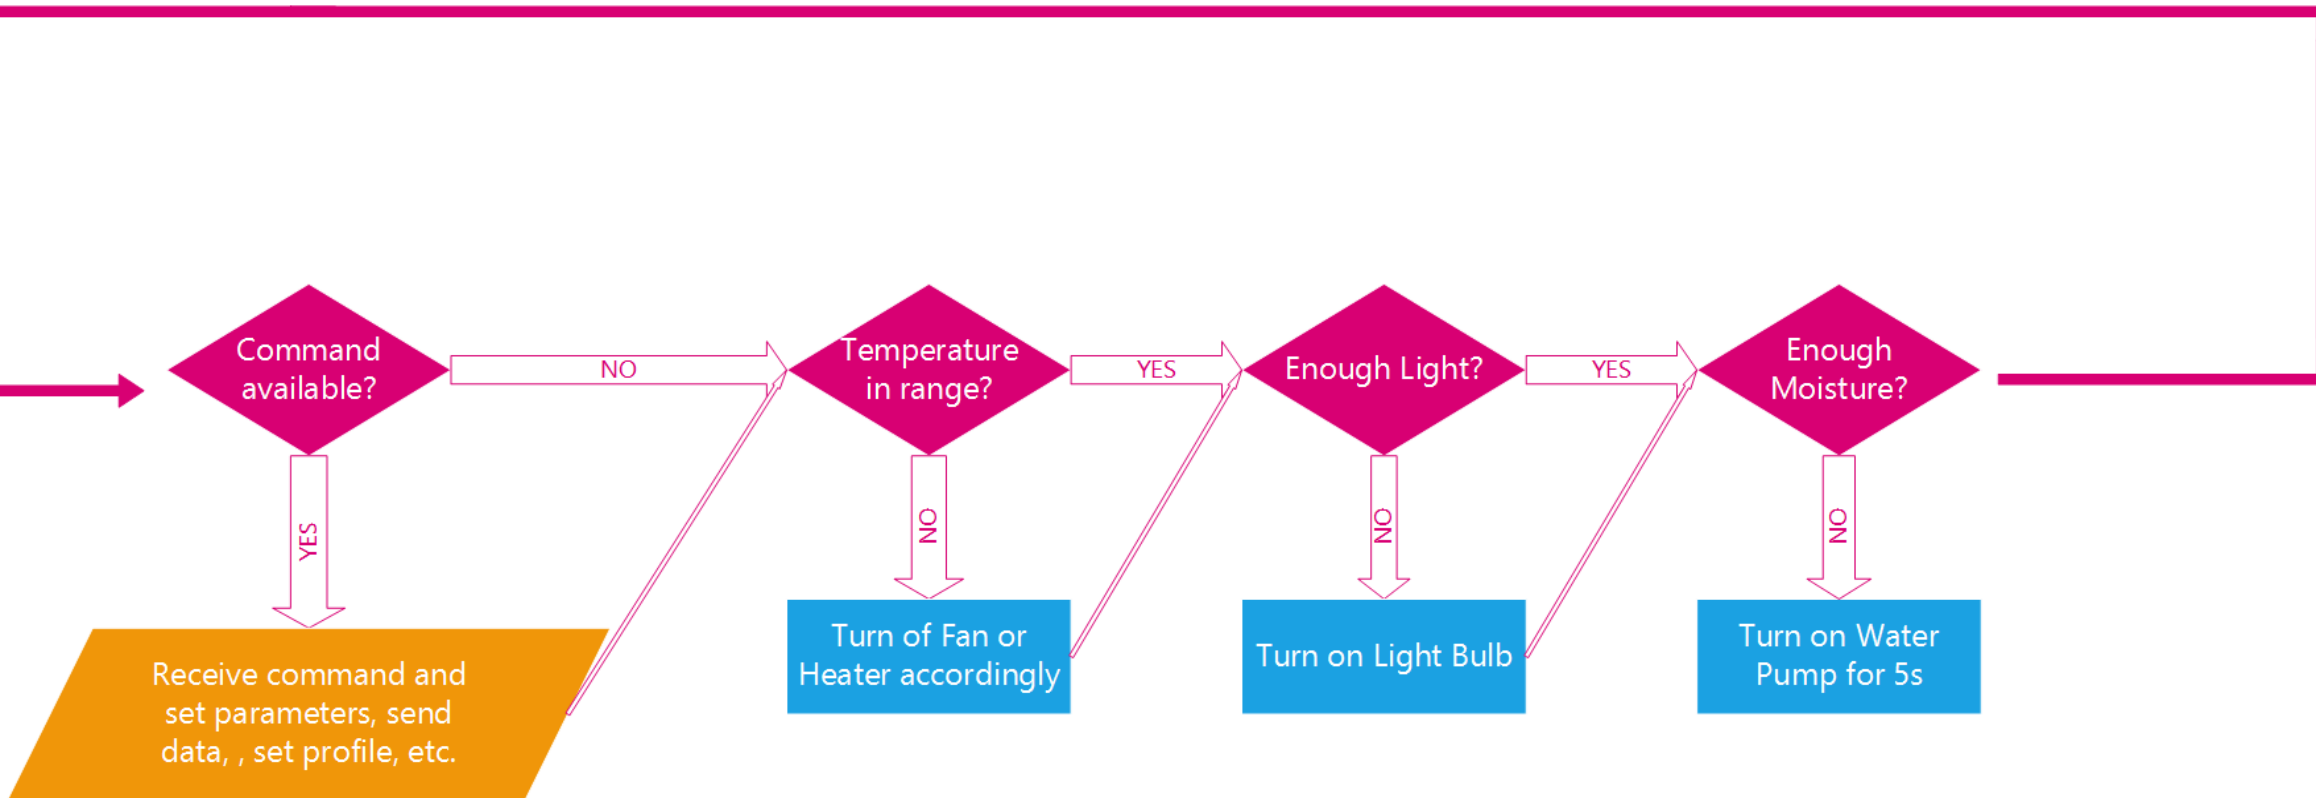 Command
available?
NO
Temperature
in range?
YES
Enough Light?
YES
Enough
Moisture?
YES
NO
NO
NO
Receive command and
set parameters, send
data, , set profile, etc.
Turn of Fan or
Heater accordingly
Turn on Light Bulb
Turn on Water
Pump for 5s